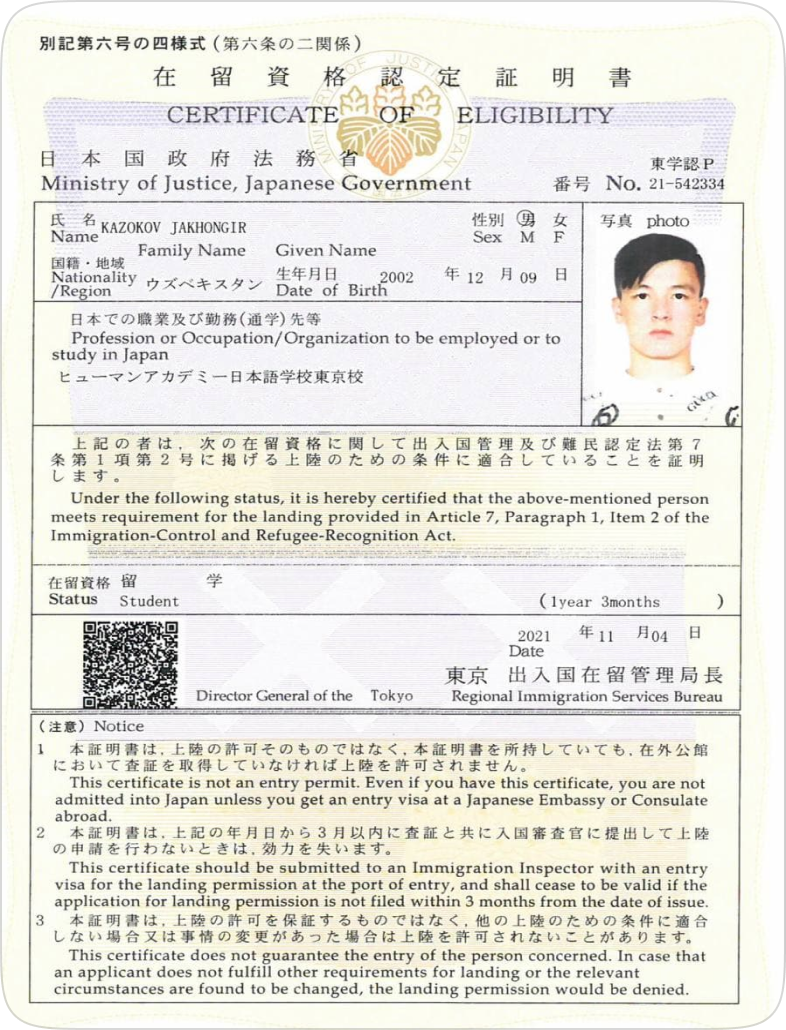 別記第六号の四様式 (第六条の二関係)
在留資格認定証明書
CERTIFICATE OF ELIGIBILITY
日本国政府法務省
東学認P
Ministry of Justice, Japanese Government
番号 No. 21-542334
氏名 KAZOKOV JAKHONGIR
性別 男 女
写真 photo
Name
Sex M F
Family Name Given Name
国籍・地域
生年月日 2002 年 12 月 09 日
Nationality ウズベキスタン
/Region
Date of Birth
日本での職業及び勤務(通学)先等
Profession or Occupation/Organization to be employed or to
study in Japan
ヒューマンアカデミー日本語学校東京校
上記の者は、次の在留資格に関して出入国管理及び難民認定法第7
条第1項第2号に掲げる上陸のための条件に適合していることを証明
します。
Under the following status, it is hereby certified that the above-mentioned person
meets requirement for the landing provided in Article 7, Paragraph 1, Item 2 of the
Immigration-Control and Refugee-Recognition Act.
在留資格 留学
Status Student
(1year 3months )
2021 年 11 月 04 日
Date
東京 出入国在留管理局長
Director General of the Tokyo Regional Immigration Services Bureau
(注意) Notice
1 本証明書は、上陸の許可そのものではなく、本証明書を所持していても、在外公館
において査証を取得していなければ上陸を許可されません。
This certificate is not an entry permit. Even if you have this certificate, you are not
admitted into Japan unless you get an entry visa at a Japanese Embassy or Consulate
abroad.
2 本証明書は、上記の年月日から3月以内に査証と共に入国審査官に提出して上陸
の申請を行わないときは、効力を失います。
This certificate should be submitted to an Immigration Inspector with an entry
visa for the landing permission at the port of entry, and shall cease to be valid if the
application for landing permission is not filed within 3 months from the date of issue.
3 本証明書は、上陸の許可を保証するものではなく、他の上陸のための条件に適合
しない場合又は事情の変更があった場合は上陸を許可されないことがあります。
This certificate does not guarantee the entry of the person concerned. In case that
an applicant does not fulfill other requirements for landing or the relevant
circumstances are found to be changed, the landing permission would be denied.